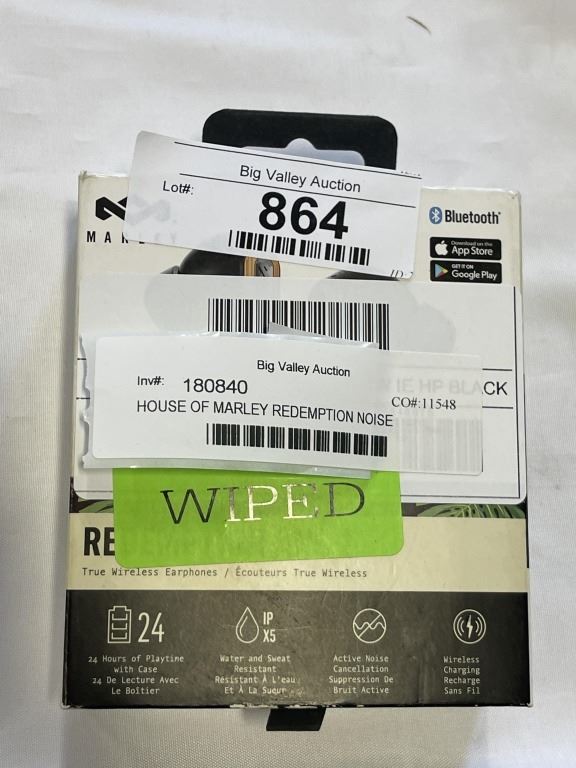 Big Valley Auction
Lot#: 864
Bluetooth®
Download on the
App Store
GET IT ON
Google Play
IE HP BLACK
Big Valley Auction
Inv#: 180840
CO#:11548
HOUSE OF MARLEY REDEMPTION NOISE
WIPED
True Wireless Earphones / Écouteurs True Wireless
24
IP
X5
24 Hours of Playtime
with Case
24 De Lecture Avec
Le Boîtier
Water and Sweat
Resistant
Résistant À L'eau
Et À La Sueur
Active Noise
Cancellation
Suppression De
Bruit Active
Wireless
Charging
Recharge
Sans Fil